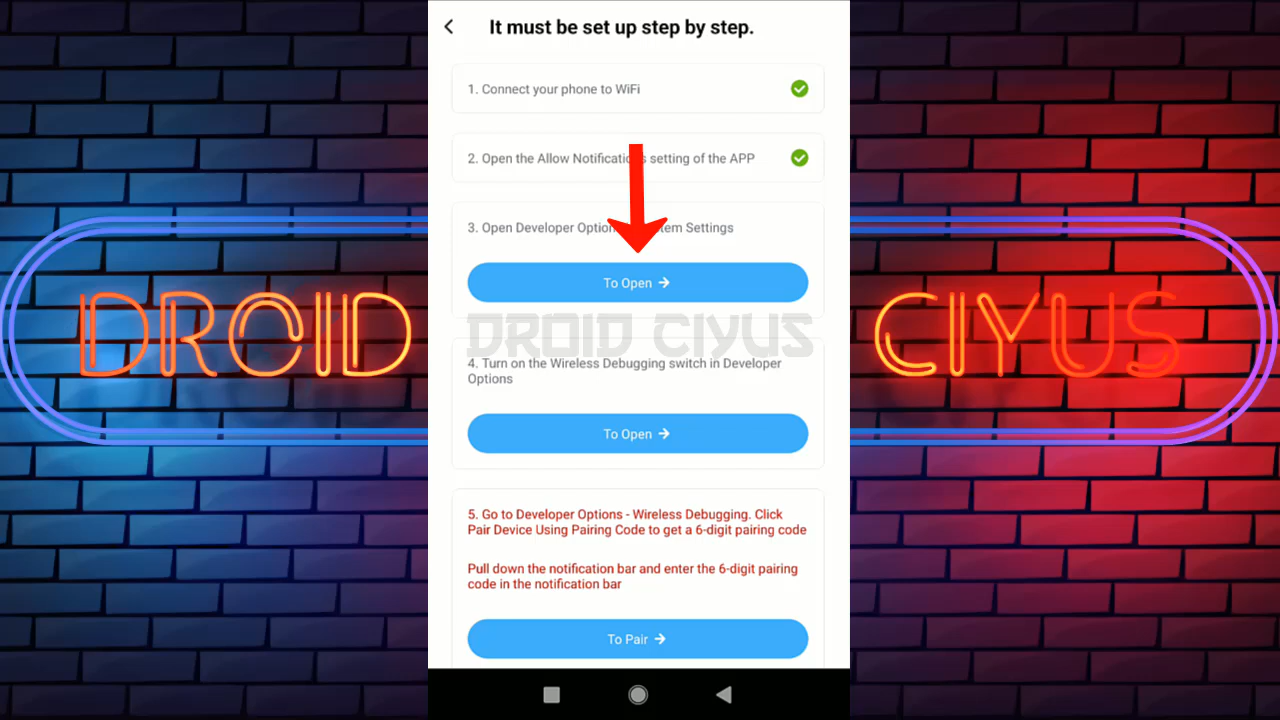 It must be set up step by step.
1. Connect your phone to WiFi
2. Open the Allow Notifications setting of the APP
3. Open Developer Option tem Settings
To Open →
DROID CIYUS
4. Turn on the Wireless Debugging switch in Developer
Options
To Open →
5. Go to Developer Options - Wireless Debugging. Click
Pair Device Using Pairing Code to get a 6-digit pairing code
Pull down the notification bar and enter the 6-digit pairing
code in the notification bar
To Pair →
DROID
CIYUS